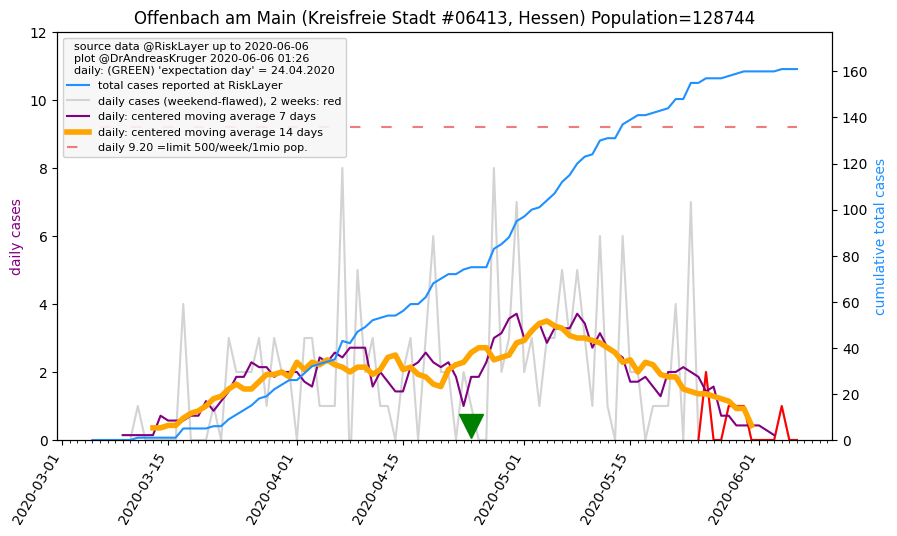 Offenbach am Main (Kreisfreie Stadt #06413, Hessen) Population=128744
source data @RiskLayer up to 2020-06-06
plot @DrAndreasKruger 2020-06-06 01:26
daily: (GREEN) 'expectation day' = 24.04.2020
total cases reported at RiskLayer
daily cases (weekend-flawed), 2 weeks: red
daily: centered moving average 7 days
daily: centered moving average 14 days
daily 9.20 =limit 500/week/1mio pop.
daily cases
12
10
8
6
4
2
0
160
140
120
100
80
60
40
20
0
cumulative total cases
2020-03-01
2020-03-15
2020-04-01
2020-04-15
2020-05-01
2020-05-15
2020-06-01